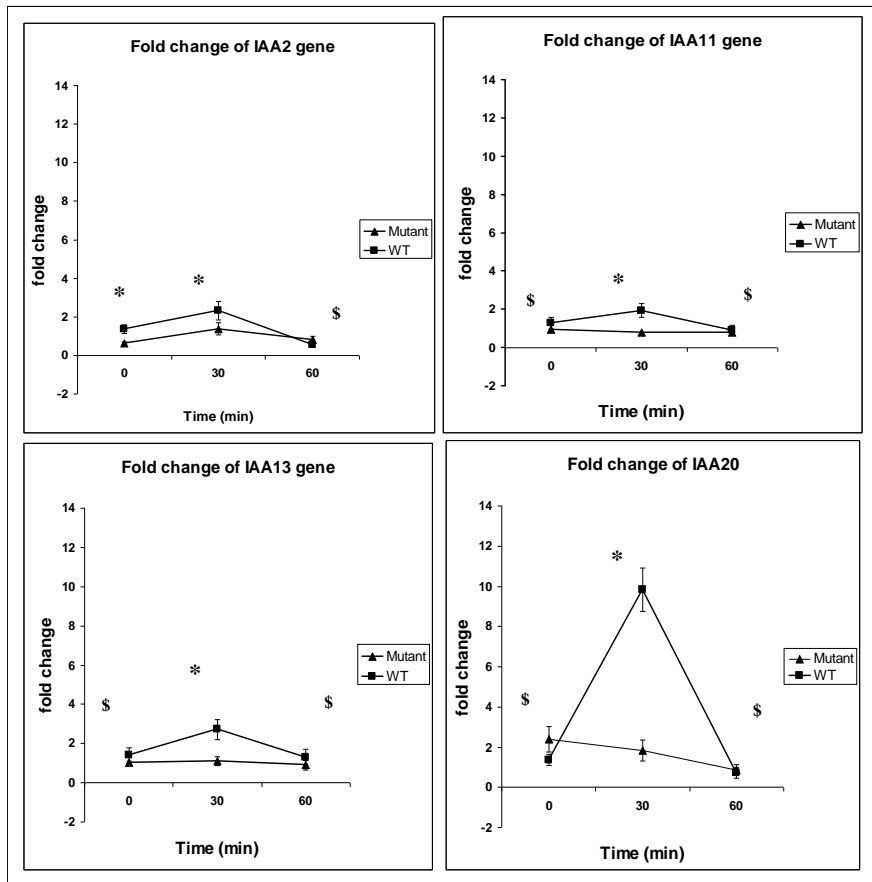 Fold change of IAA2 gene
14
12
10
8
6
4
2
0
-2
fold change
*
*
$
0 30 60
Time (min)
Mutant
WT
Fold change of IAA11 gene
14
12
10
8
6
4
2
0
-2
fold change
$
*
$
0 30 60
Time (min)
Mutant
WT
Fold change of IAA13 gene
14
12
10
8
6
4
2
0
-2
fold change
$
*
$
0 30 60
Time (min)
Mutant
WT
Fold change of IAA20
14
12
10
8
6
4
2
0
-2
fold change
$
*
$
0 30 60
Time (min)
Mutant
WT